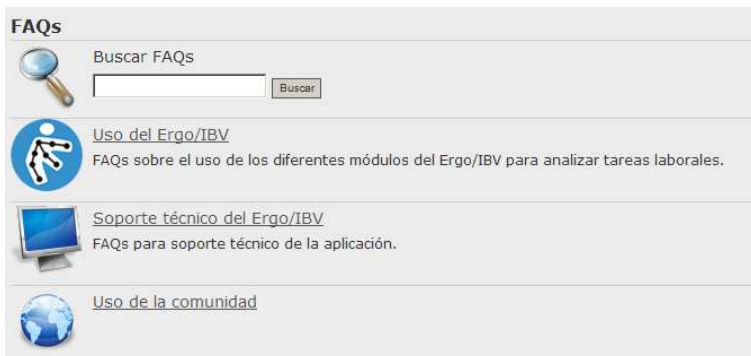 FAQs
Buscar FAQs
Buscar
Uso del Ergo/IBV
FAQs sobre el uso de los diferentes módulos del Ergo/IBV para analizar tareas laborales.
Soporte técnico del Ergo/IBV
FAQs para soporte técnico de la aplicación.
Uso de la comunidad